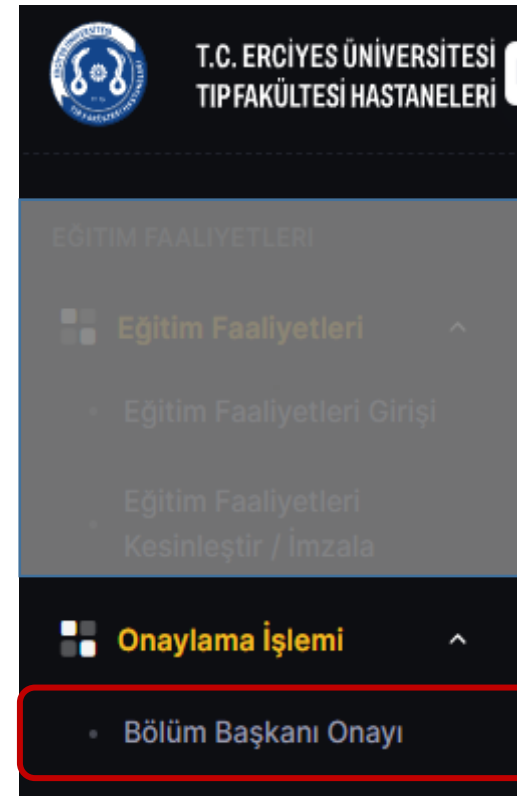 T.C. ERCİYES ÜNİVERSİTESİ
TIP FAKÜLTESİ HASTANELERİ
EĞİTİM FAALİYETLERİ
Eğitim Faaliyetleri
Eğitim Faaliyetleri Girişi
Eğitim Faaliyetleri
Kesinleştir / İmzala
Onaylama İşlemi
Bölüm Başkanı Onayı